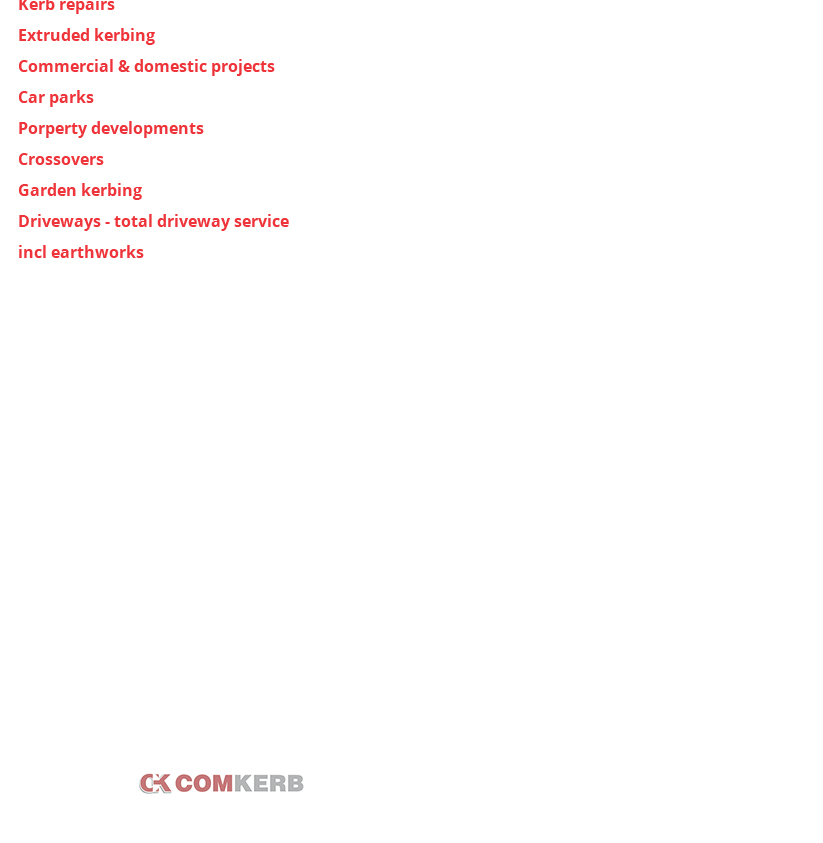 Kerb repairs
Extruded kerbing
Commercial & domestic projects
Car parks
Porperty developments
Crossovers
Garden kerbing
Driveways - total driveway service
incl earthworks
CK COMKERB